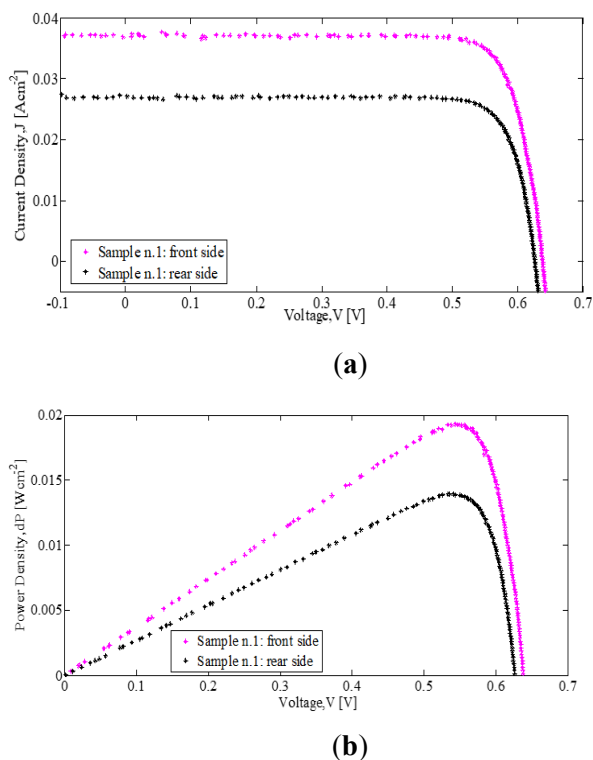 0.04
0.03
0.02
0.01
0
-0.1
0
0.1
0.2
0.3
0.4
0.5
0.6
0.7
Current Density,J [Acm-2]
Voltage,V [V]
Sample n.1: front side
Sample n.1: rear side
(a)
0.02
0.015
0.01
0.005
0
0
0.1
0.2
0.3
0.4
0.5
0.6
0.7
Power Density,dP [Wcm-2]
Sample n.1: front side
Sample n.1: rear side
Voltage,V [V]
(b)